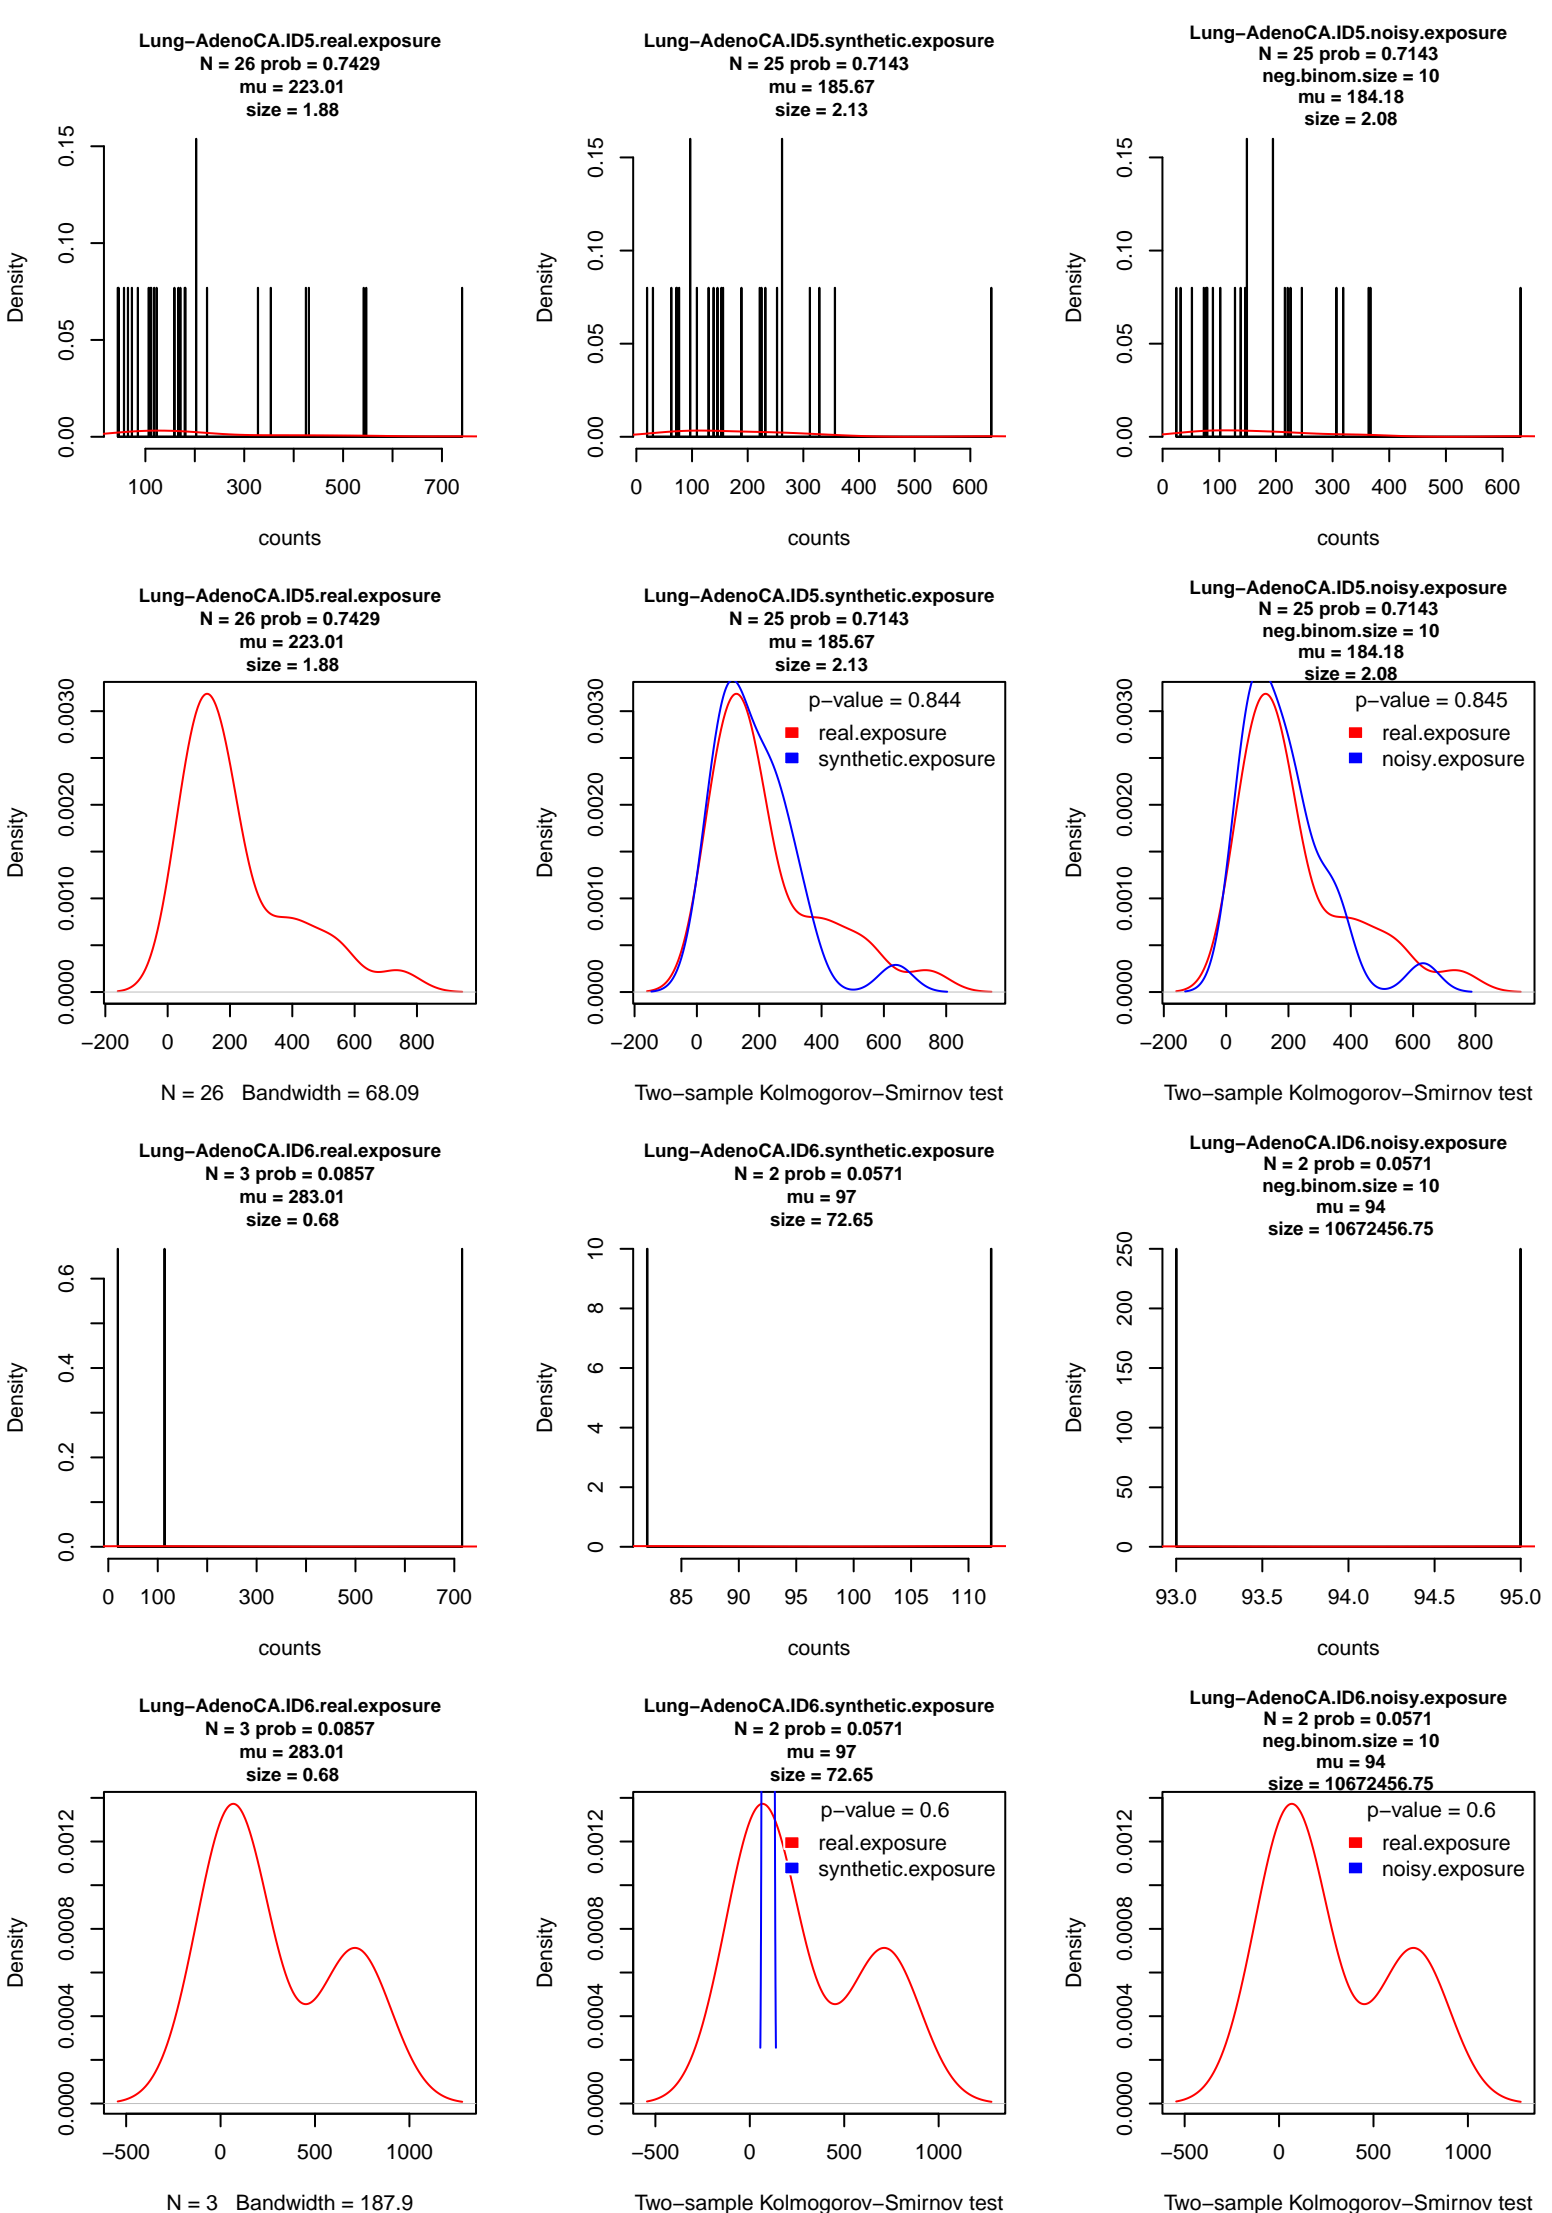 Lung−AdenoCA.ID5.real.exposure
N = 26 prob = 0.7429
mu = 223.01
size = 1.88
Density
0.00 0.05 0.10 0.15
100 300 500 700
counts
Lung−AdenoCA.ID5.synthetic.exposure
N = 25 prob = 0.7143
mu = 185.67
size = 2.13
Density
0.00 0.05 0.10 0.15
0 100 200 300 400 500 600
counts
Lung−AdenoCA.ID5.noisy.exposure
N = 25 prob = 0.7143
neg.binom.size = 10
mu = 184.18
size = 2.08
Density
0.00 0.05 0.10 0.15
0 100 200 300 400 500 600
counts
Lung−AdenoCA.ID5.real.exposure
N = 26 prob = 0.7429
mu = 223.01
size = 1.88
Density
0.0000 0.0010 0.0020 0.0030
−200 0 200 400 600 800
N = 26 Bandwidth = 68.09
Lung−AdenoCA.ID5.synthetic.exposure
N = 25 prob = 0.7143
mu = 185.67
size = 2.13
p−value = 0.844
real.exposure
synthetic.exposure
Density
0.0000 0.0010 0.0020 0.0030
−200 0 200 400 600 800
Two−sample Kolmogorov−Smirnov test
Lung−AdenoCA.ID5.noisy.exposure
N = 25 prob = 0.7143
neg.binom.size = 10
mu = 184.18
size = 2.08
p−value = 0.845
real.exposure
noisy.exposure
Density
0.0000 0.0010 0.0020 0.0030
−200 0 200 400 600 800
Two−sample Kolmogorov−Smirnov test
Lung−AdenoCA.ID6.real.exposure
N = 3 prob = 0.0857
mu = 283.01
size = 0.68
Density
0.0 0.2 0.4 0.6
0 100 300 500 700
counts
Lung−AdenoCA.ID6.synthetic.exposure
N = 2 prob = 0.0571
mu = 97
size = 72.65
Density
0 2 4 6 8 10
85 90 95 100 105 110
counts
Lung−AdenoCA.ID6.noisy.exposure
N = 2 prob = 0.0571
neg.binom.size = 10
mu = 94
size = 10672456.75
Density
0 50 100 150 200 250
93.0 93.5 94.0 94.5 95.0
counts
Lung−AdenoCA.ID6.real.exposure
N = 3 prob = 0.0857
mu = 283.01
size = 0.68
Density
0.0000 0.0004 0.0008 0.0012
−500 0 500 1000
N = 3 Bandwidth = 187.9
Lung−AdenoCA.ID6.synthetic.exposure
N = 2 prob = 0.0571
mu = 97
size = 72.65
p−value = 0.6
real.exposure
synthetic.exposure
Density
0.0000 0.0004 0.0008 0.0012
−500 0 500 1000
Two−sample Kolmogorov−Smirnov test
Lung−AdenoCA.ID6.noisy.exposure
N = 2 prob = 0.0571
neg.binom.size = 10
mu = 94
size = 10672456.75
p−value = 0.6
real.exposure
noisy.exposure
Density
0.0000 0.0004 0.0008 0.0012
−500 0 500 1000
Two−sample Kolmogorov−Smirnov test